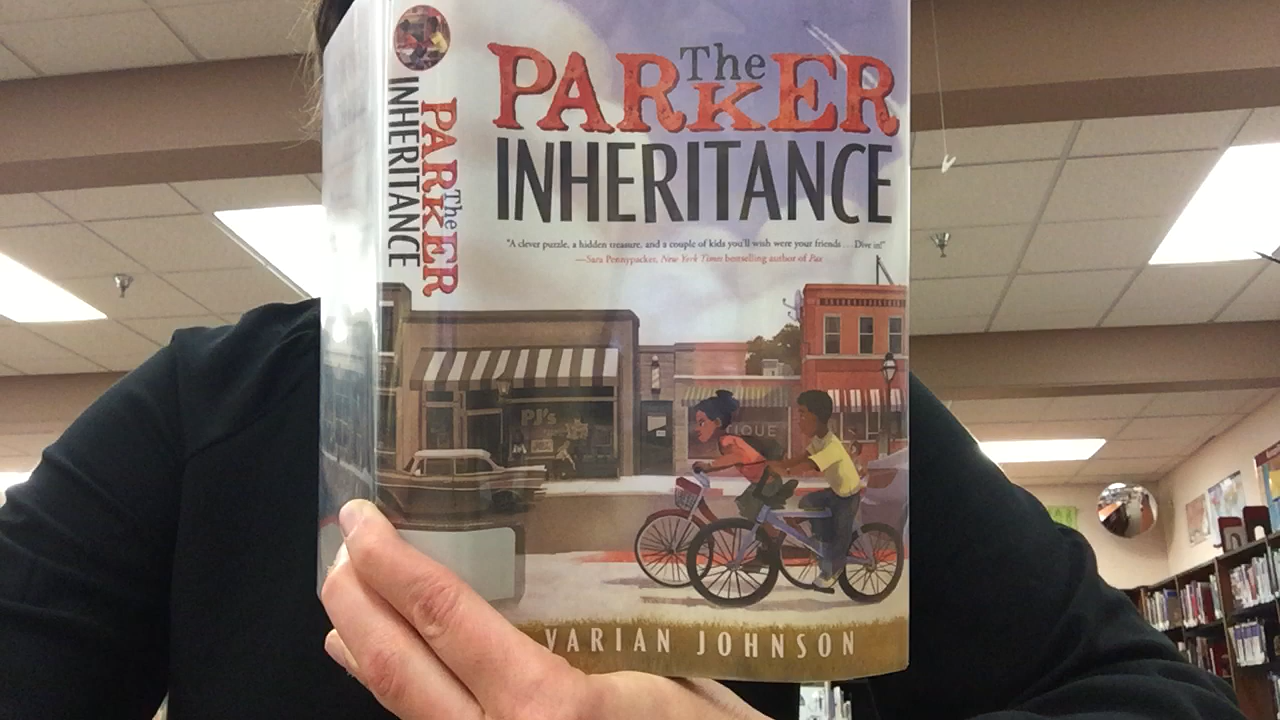 The
PARKER
INHERITANCE
"A clever puzzle, a hidden treasure, and a couple of kids you'll wish were your friends . . . Dive in!"
—Sara Pennypacker, New York Times bestselling author of Pax
PJ's
VARIAN JOHNSON
The
PARKER
INHERITANCE